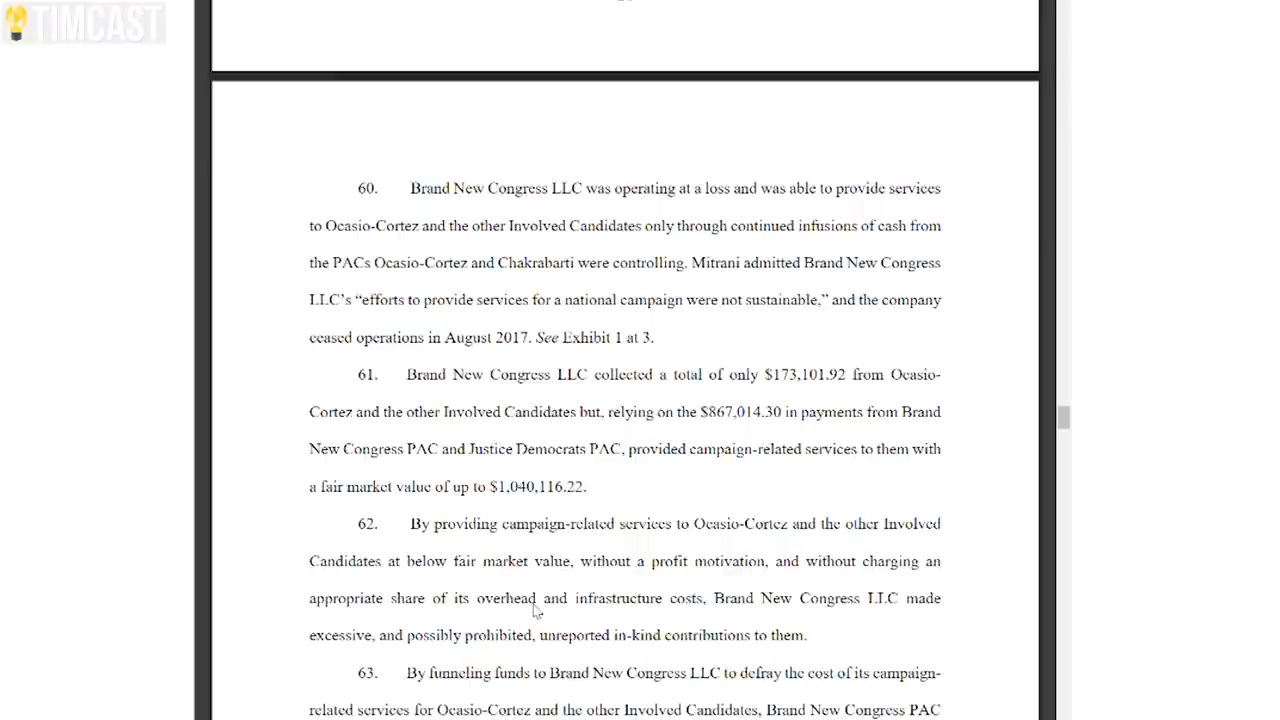 TIMCAST
60. Brand New Congress LLC was operating at a loss and was able to provide services
to Ocasio-Cortez and the other Involved Candidates only through continued infusions of cash from
the PACs Ocasio-Cortez and Chakrabarti were controlling. Mitrani admitted Brand New Congress
LLC's “efforts to provide services for a national campaign were not sustainable,” and the company
ceased operations in August 2017. See Exhibit 1 at 3.
61. Brand New Congress LLC collected a total of only $173,101.92 from Ocasio-
Cortez and the other Involved Candidates but, relying on the $867,014.30 in payments from Brand
New Congress PAC and Justice Democrats PAC, provided campaign-related services to them with
a fair market value of up to $1,040,116.22.
62. By providing campaign-related services to Ocasio-Cortez and the other Involved
Candidates at below fair market value, without a profit motivation, and without charging an
appropriate share of its overhead and infrastructure costs, Brand New Congress LLC made
excessive, and possibly prohibited, unreported in-kind contributions to them.
63. By funneling funds to Brand New Congress LLC to defray the cost of its campaign-
related services for Ocasio-Cortez and the other Involved Candidates, Brand New Congress PAC